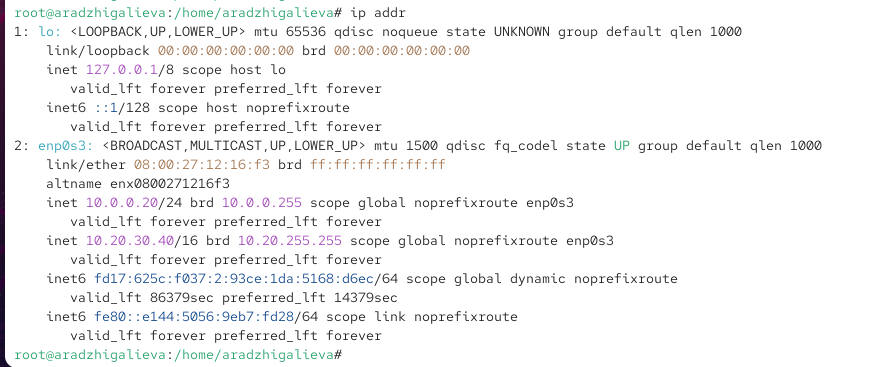 root@aradzhigalieva:/home/aradzhigalieva# ip addr
1: lo: <LOOPBACK,UP,LOWER_UP> mtu 65536 qdisc noqueue state UNKNOWN group default qlen 1000
    link/loopback 00:00:00:00:00:00 brd 00:00:00:00:00:00
    inet 127.0.0.1/8 scope host lo
       valid_lft forever preferred_lft forever
    inet6 ::1/128 scope host noprefixroute
       valid_lft forever preferred_lft forever
2: enp0s3: <BROADCAST,MULTICAST,UP,LOWER_UP> mtu 1500 qdisc fq_codel state UP group default qlen 1000
    link/ether 08:00:27:12:16:f3 brd ff:ff:ff:ff:ff:ff
    altname enx0800271216f3
    inet 10.0.0.20/24 brd 10.0.0.255 scope global noprefixroute enp0s3
       valid_lft forever preferred_lft forever
    inet 10.20.30.40/16 brd 10.20.255.255 scope global noprefixroute enp0s3
       valid_lft forever preferred_lft forever
    inet6 fd17:625c:f037:2:93ce:1da:5168:d6ec/64 scope global dynamic noprefixroute
       valid_lft 86379sec preferred_lft 14379sec
    inet6 fe80::e144:5056:9eb7:fd28/64 scope link noprefixroute
       valid_lft forever preferred_lft forever
root@aradzhigalieva:/home/aradzhigalieva#